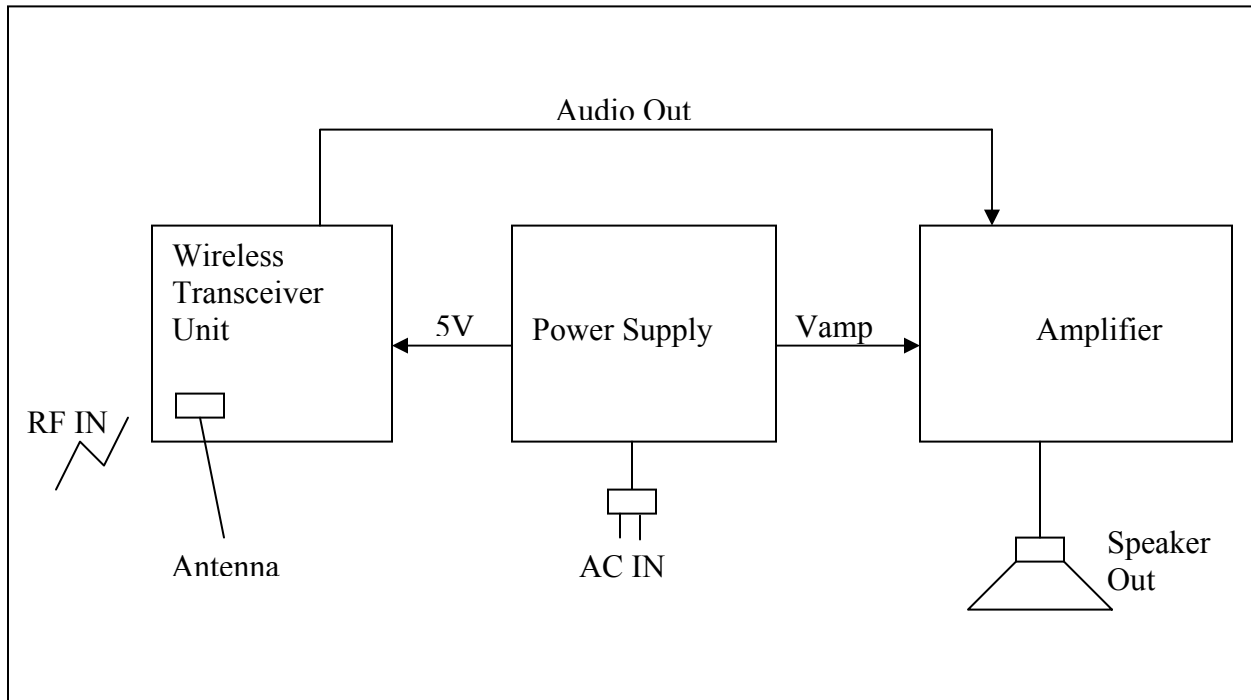 Audio Out
Wireless
Transceiver
Unit
5V
Power Supply
Vamp
Amplifier
RF IN
Antenna
AC IN
Speaker
Out